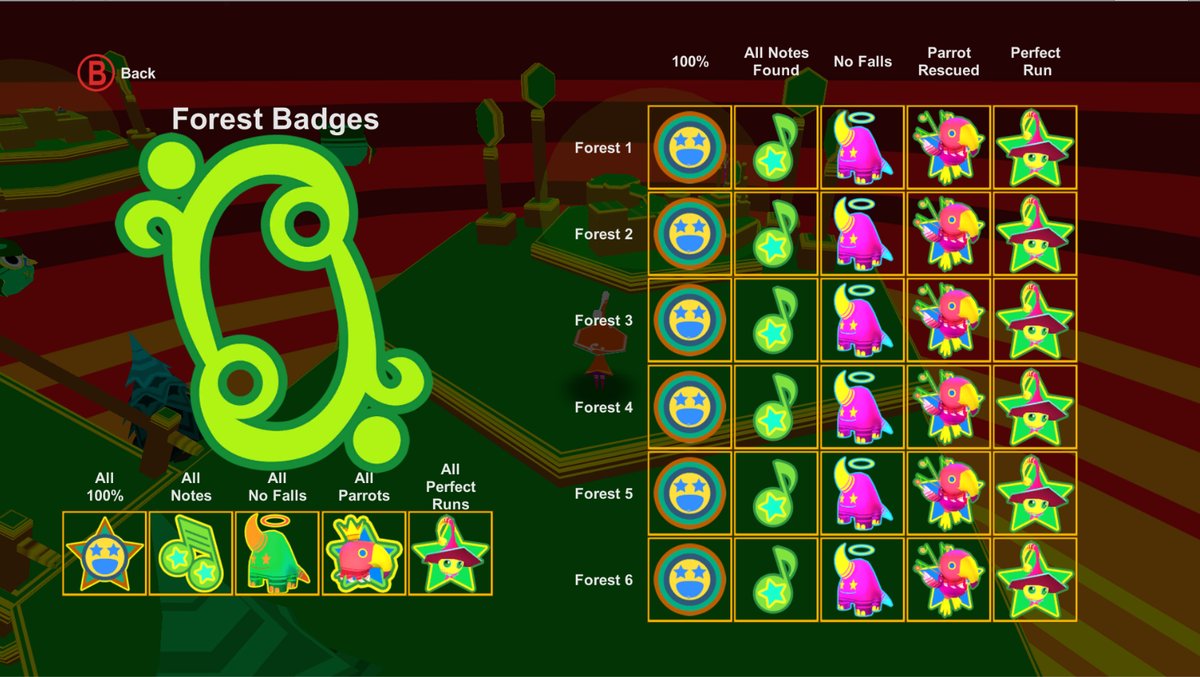 B Back
Forest Badges
All
100%
All
Notes
All
No Falls
All
Parrots
All
Perfect
Runs
100%
All Notes
Found
No Falls
Parrot
Rescued
Perfect
Run
Forest 1
Forest 2
Forest 3
Forest 4
Forest 5
Forest 6